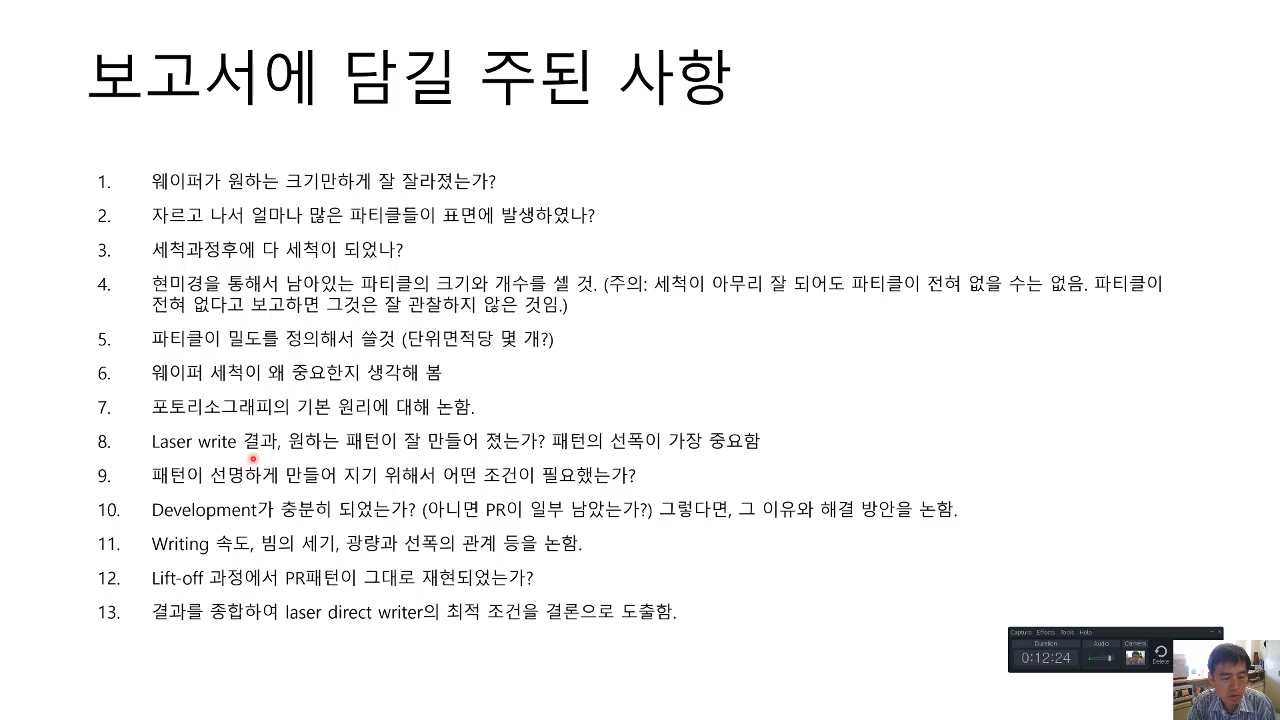 보고서에 담길 주된 사항
1. 웨이퍼가 원하는 크기만하게 잘 잘라졌는가?
2. 자르고 나서 얼마나 많은 파티클들이 표면에 발생하였나?
3. 세척과정후에 다 세척이 되었나?
4. 현미경을 통해서 남아있는 파티클의 크기와 개수를 셀 것. (주의: 세척이 아무리 잘 되어도 파티클이 전혀 없을 수는 없음. 파티클이
전혀 없다고 보고하면 그것은 잘 관찰하지 않은 것임.)
5. 파티클이 밀도를 정의해서 쓸것 (단위면적당 몇 개?)
6. 웨이퍼 세척이 왜 중요한지 생각해 봄
7. 포토리소그래피의 기본 원리에 대해 논함.
8. Laser write 결과, 원하는 패턴이 잘 만들어 졌는가? 패턴의 선폭이 가장 중요함
9. 패턴이 선명하게 만들어 지기 위해서 어떤 조건이 필요했는가?
10. Development가 충분히 되었는가? (아니면 PR이 일부 남았는가?) 그렇다면, 그 이유와 해결 방안을 논함.
11. Writing 속도, 빔의 세기, 광량과 선폭의 관계 등을 논함.
12. Lift-off 과정에서 PR패턴이 그대로 재현되었는가?
13. 결과를 종합하여 laser direct writer의 최적 조건을 결론으로 도출함.
Capture Effects Tools Help
Duration Audio Camera
0:12:24 Delete